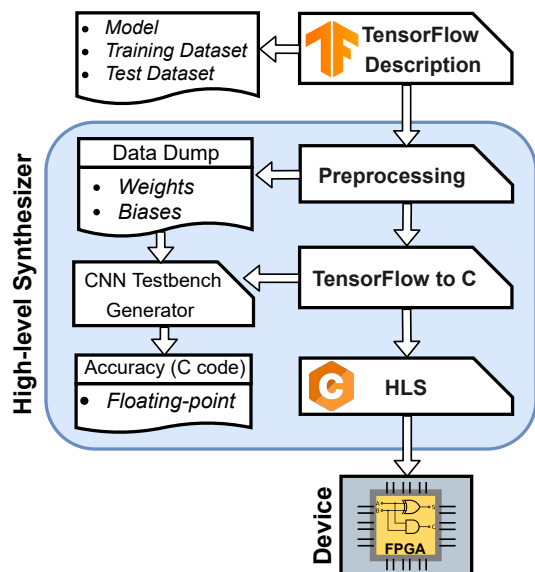 • Model
• Training Dataset
• Test Dataset
TensorFlow
Description
High-level Synthesizer
Data Dump
• Weights
• Biases
Preprocessing
CNN Testbench
Generator
TensorFlow to C
Accuracy (C code)
• Floating-point
C
HLS
Device
A
B
S
C
FPGA